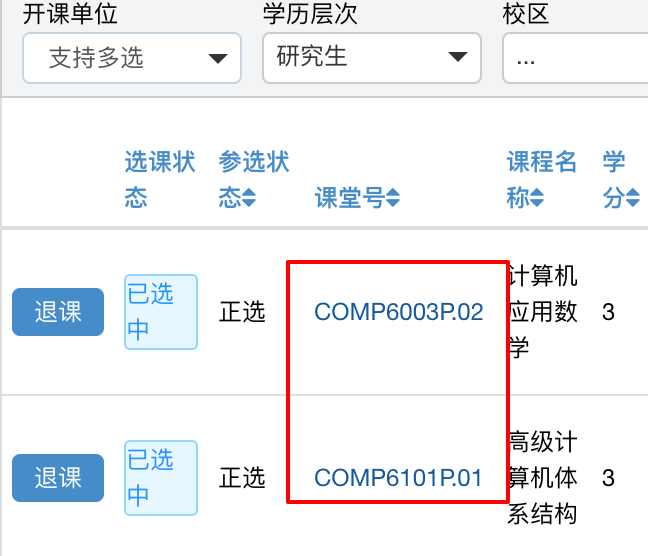 开课单位 学历层次 校区
支持多选 研究生 ...
选课状态 参选状态 课堂号 课程名称 学分
退课 已选中 正选 COMP6003P.02 计算机应用数学 3
退课 已选中 正选 COMP6101P.01 高级计算机体系结构 3